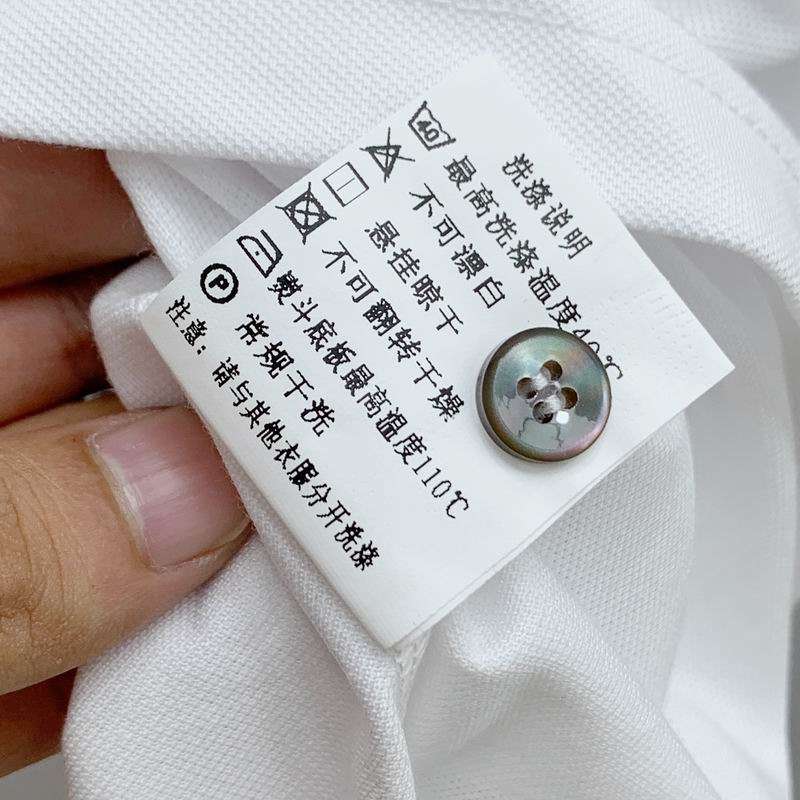 洗涤说明
40 最高洗涤温度40℃
不可漂白
悬挂晾干
不可翻转干燥
熨斗底板最高温度110℃
P 常规干洗
注意：请与其他衣服分开洗涤